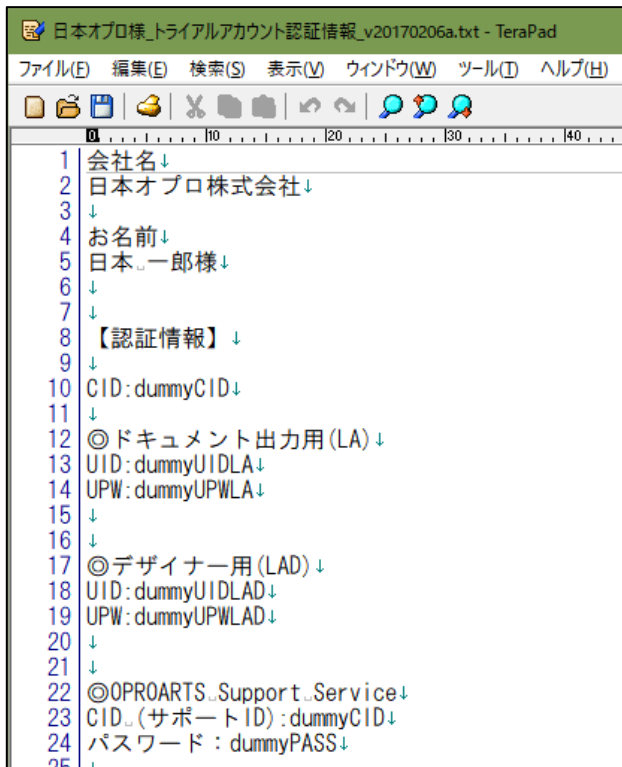 日本オプロ様_トライアルアカウント認証情報_v20170206a.txt - TeraPad
ファイル(F) 編集(E) 検索(S) 表示(V) ウィンドウ(W) ツール(T) ヘルプ(H)
0 10 20 30 40
1 会社名↓
2 日本オプロ株式会社↓
3 ↓
4 お名前↓
5 日本 一郎様↓
6 ↓
7 ↓
8 【認証情報】↓
9 ↓
10 CID:dummyCID↓
11 ↓
12 ◎ドキュメント出力用(LA)↓
13 UID:dummyUIDLA↓
14 UPW:dummyUPWLA↓
15 ↓
16 ↓
17 ◎デザイナー用(LAD)↓
18 UID:dummyUIDLAD↓
19 UPW:dummyUPWLAD↓
20 ↓
21 ↓
22 ◎OPROARTS Support Service↓
23 CID (サポートID):dummyCID↓
24 パスワード：dummyPASS↓
25 ↓